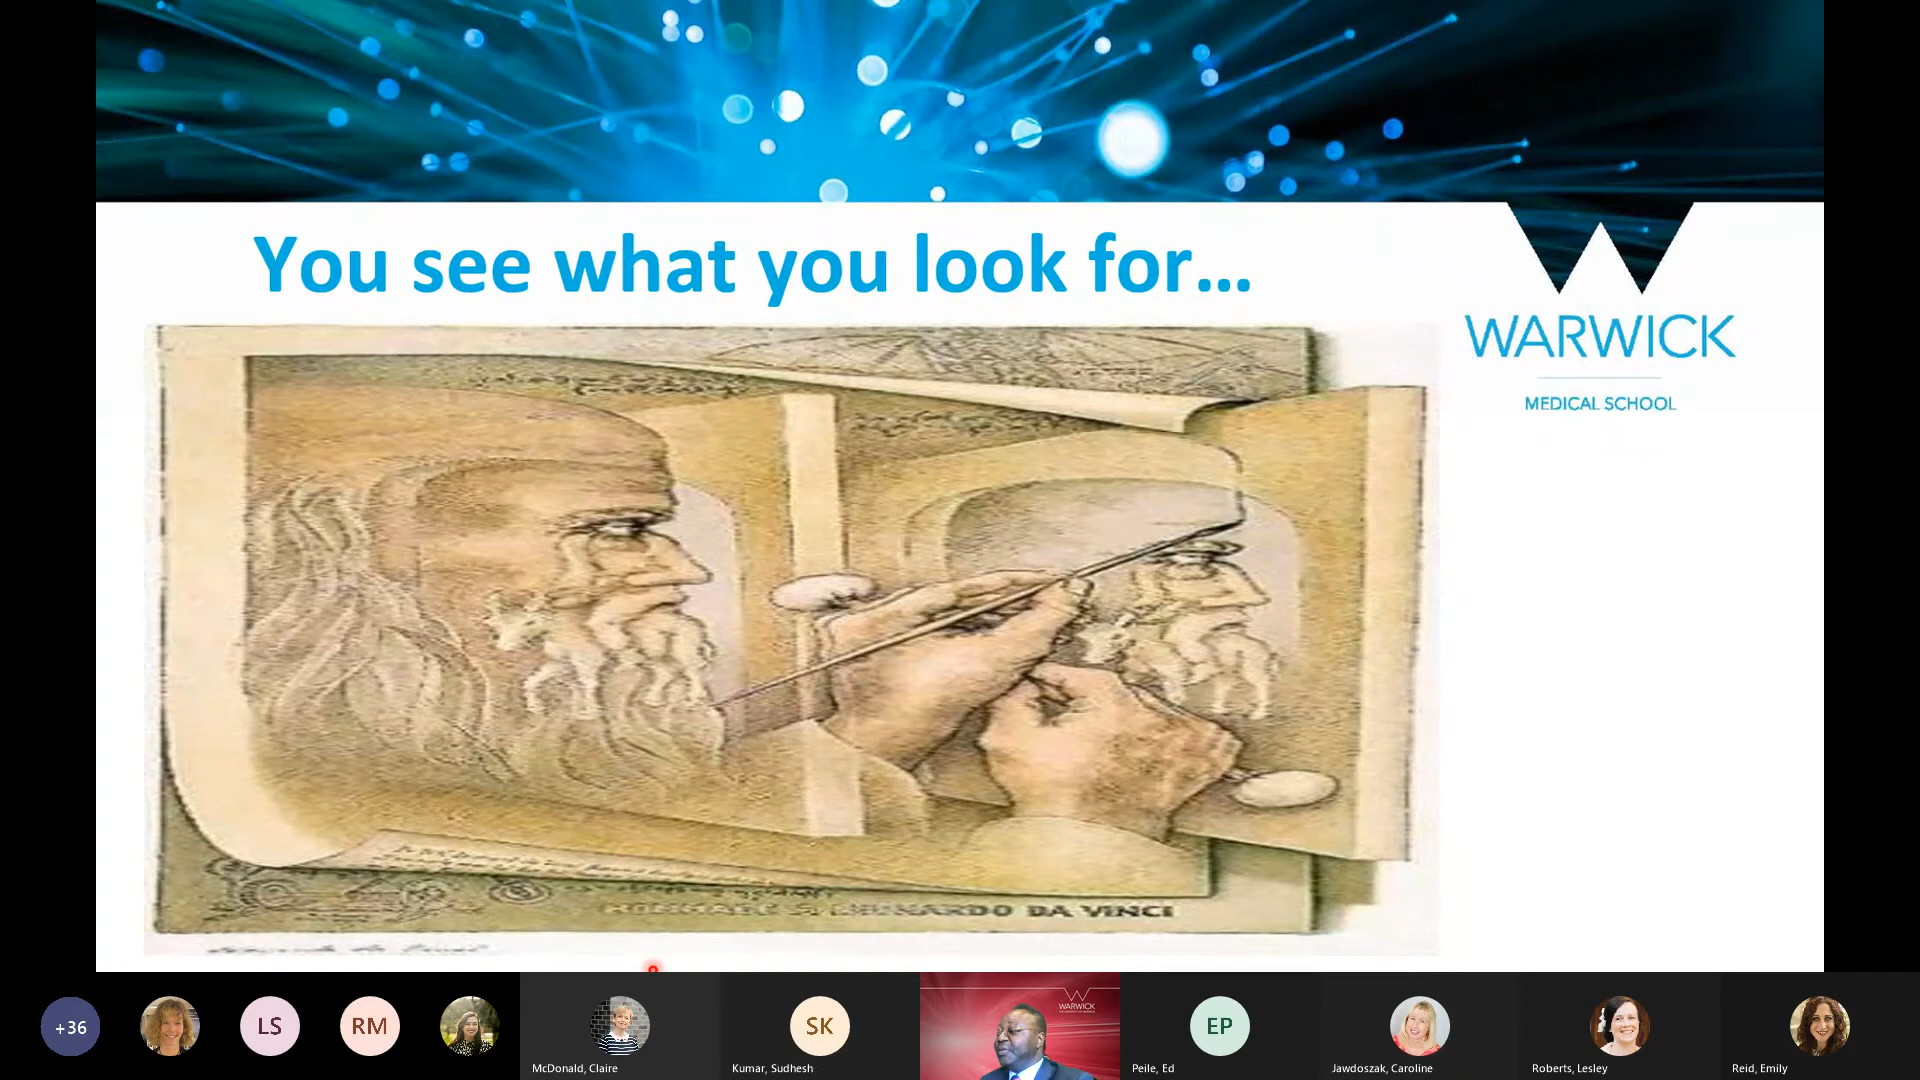 You see what you look for...
WARWICK
MEDICAL SCHOOL
LEONARDO DA VINCI
+36
LS
RM
McDonald, Claire
SK
Kumar, Sudhesh
WARWICK
EP
Peile, Ed
Jawdoszak, Caroline
Roberts, Lesley
Reid, Emily